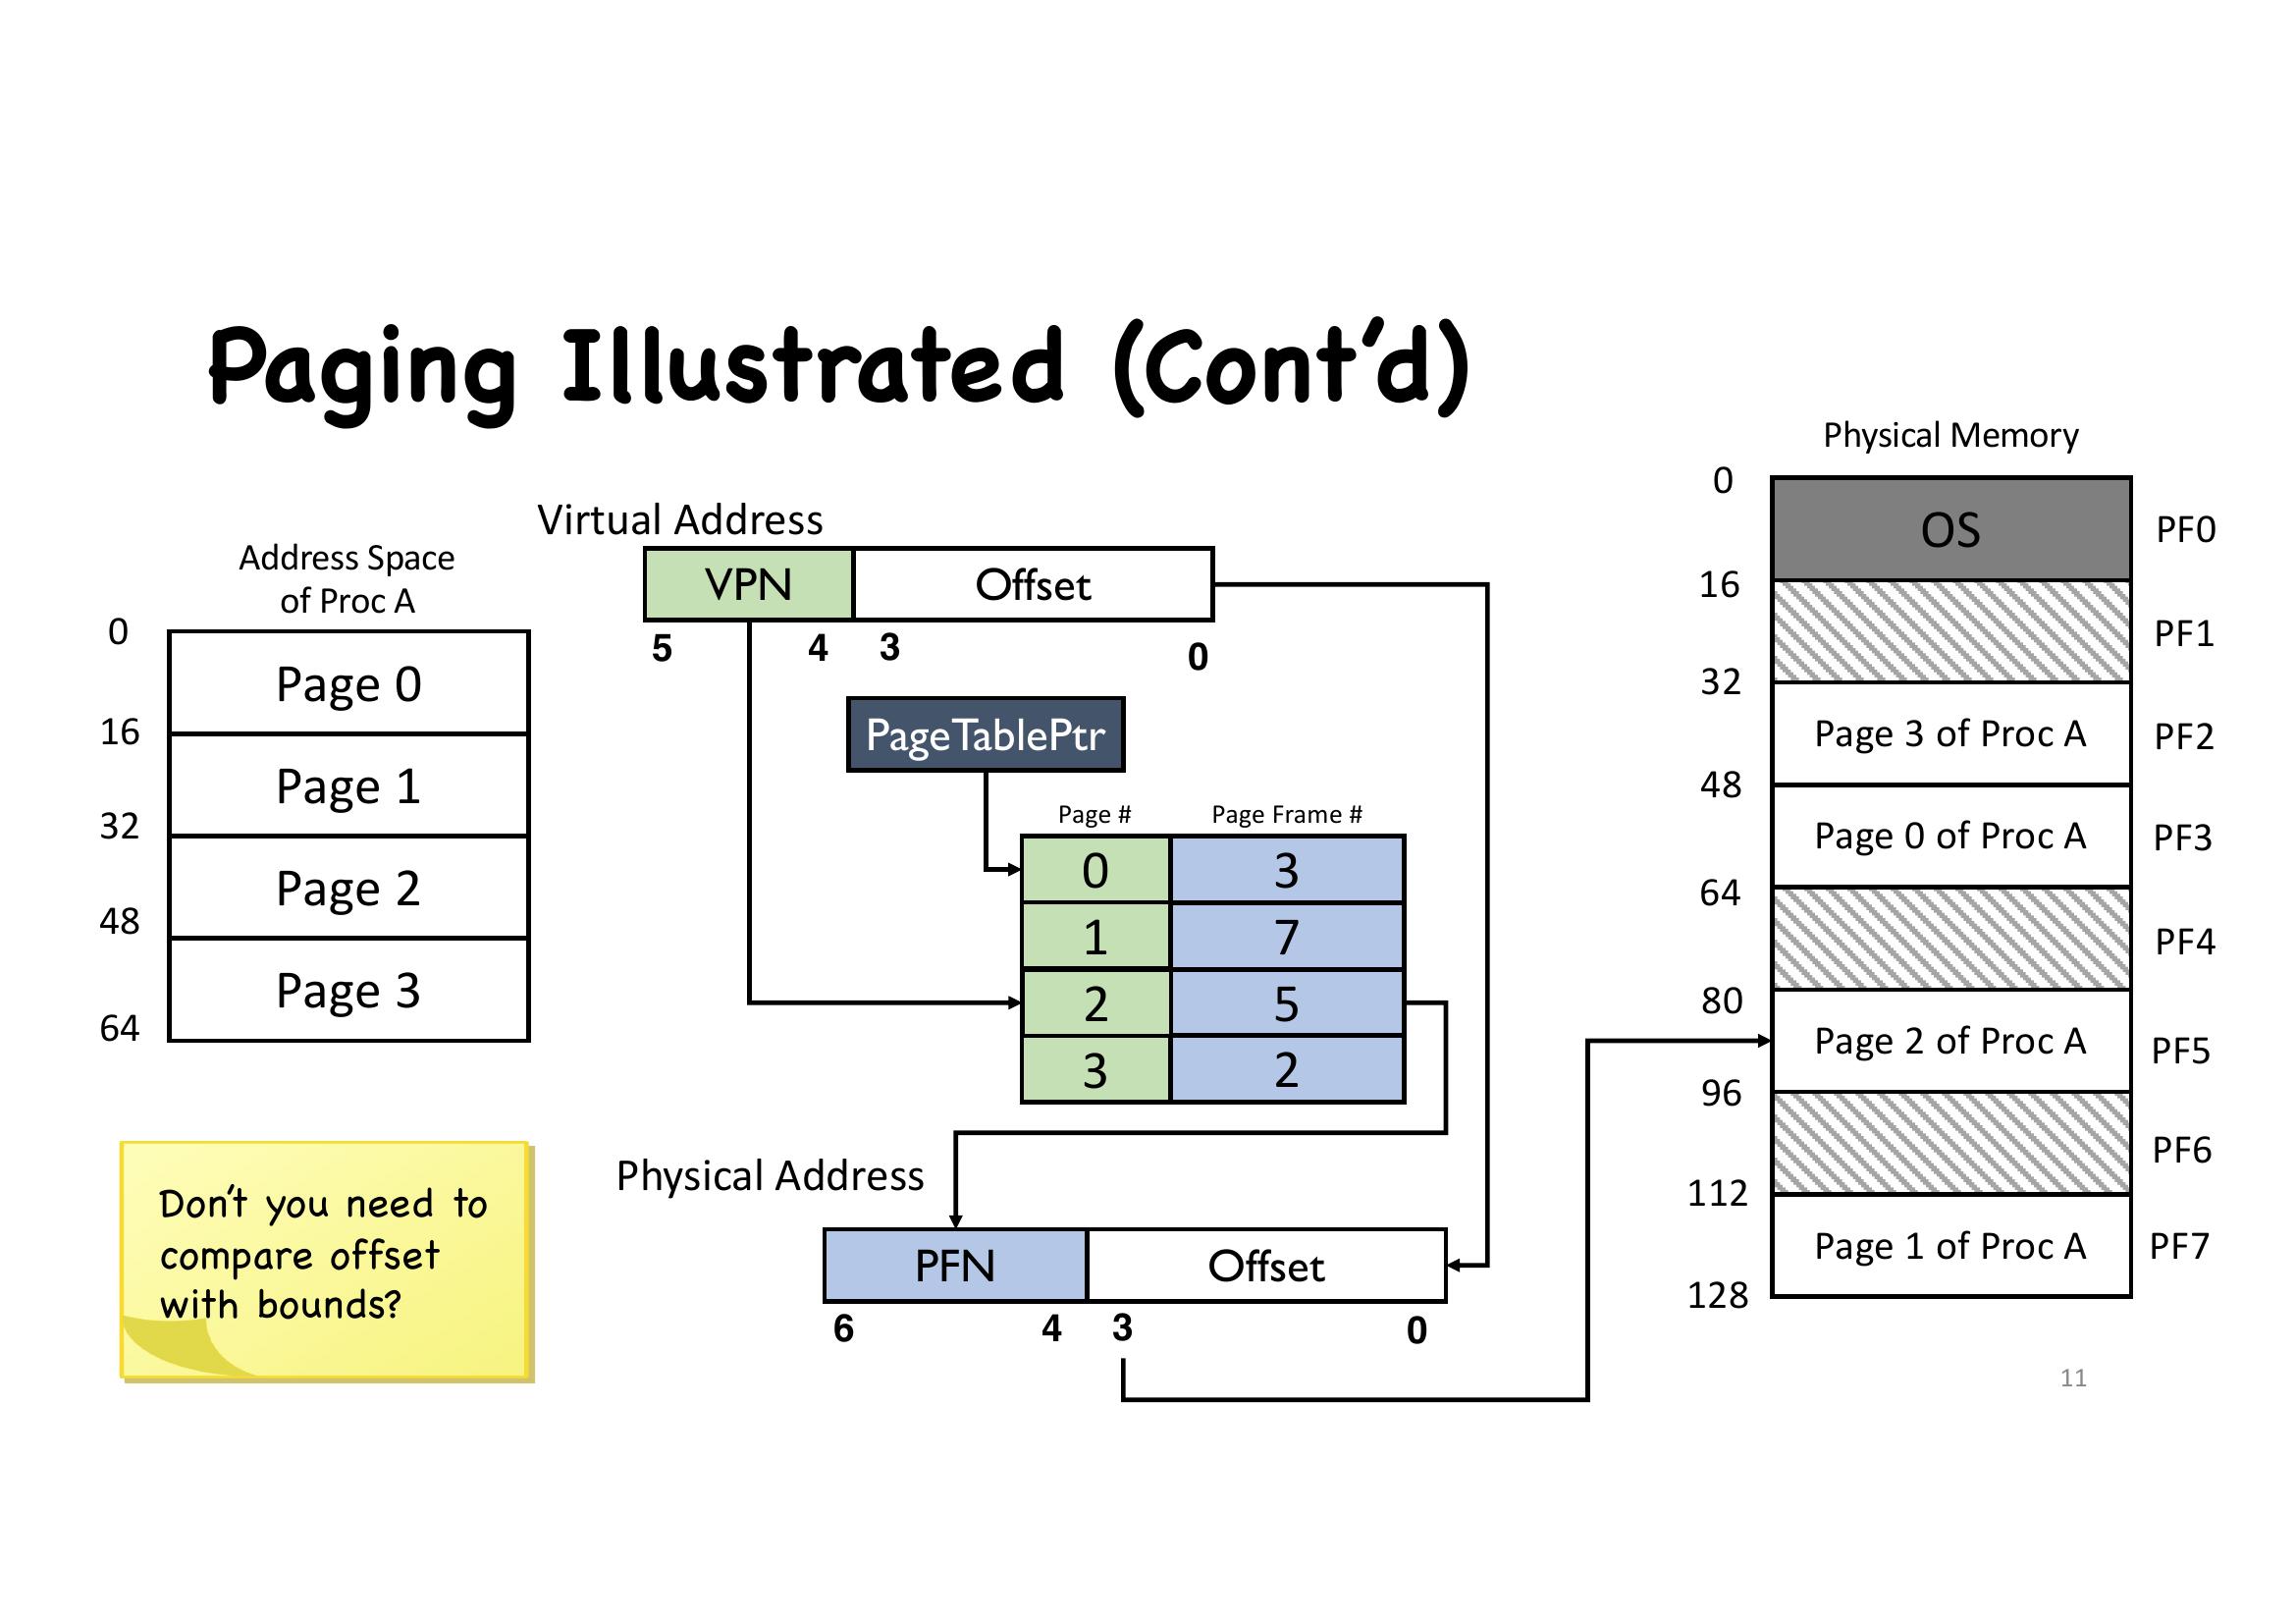 Paging Illustrated (Cont’d)
Address Space
of Proc A
0
Page 0
16
Page 1
32
Page 2
48
Page 3
64
Don’t you need to
compare offset
with bounds?
Virtual Address
VPN Offset
5 4 3 0
PageTablePtr
Page # Page Frame #
0 3
1 7
2 5
3 2
Physical Address
PFN Offset
6 4 3 0
Physical Memory
0
OS PF0
16
PF1
32
Page 3 of Proc A PF2
48
Page 0 of Proc A PF3
64
PF4
80
Page 2 of Proc A PF5
96
PF6
112
Page 1 of Proc A PF7
128
11